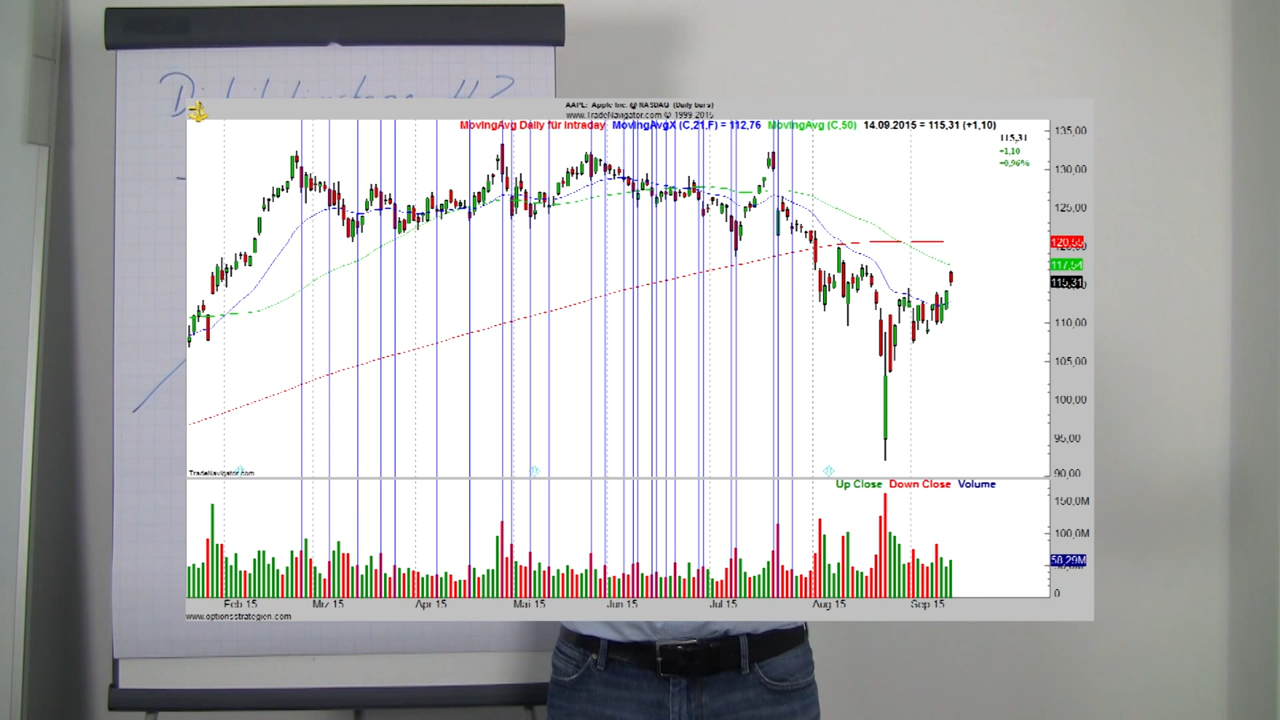 AAPL: Apple Inc. @ NASDAQ (Daily bars)
www.TradeNavigator.com © 1999-2015
MovingAvg Daily für Intraday MovingAvgX (C,21,F) = 112,76 MovingAvg (C,50) 14.09.2015 = 115,31 (+1,10)
115,31
+1,10
+0,96%
135,00
130,00
125,00
120,55
117,54
115,31
110,00
105,00
100,00
95,00
90,00
TradeNavigator.com
Up Close Down Close Volume
150,0M
100,0M
50,29M
0
Feb 15 Mrz 15 Apr 15 Mai 15 Jun 15 Jul 15 Aug 15 Sep 15
www.optionsstrategien.com